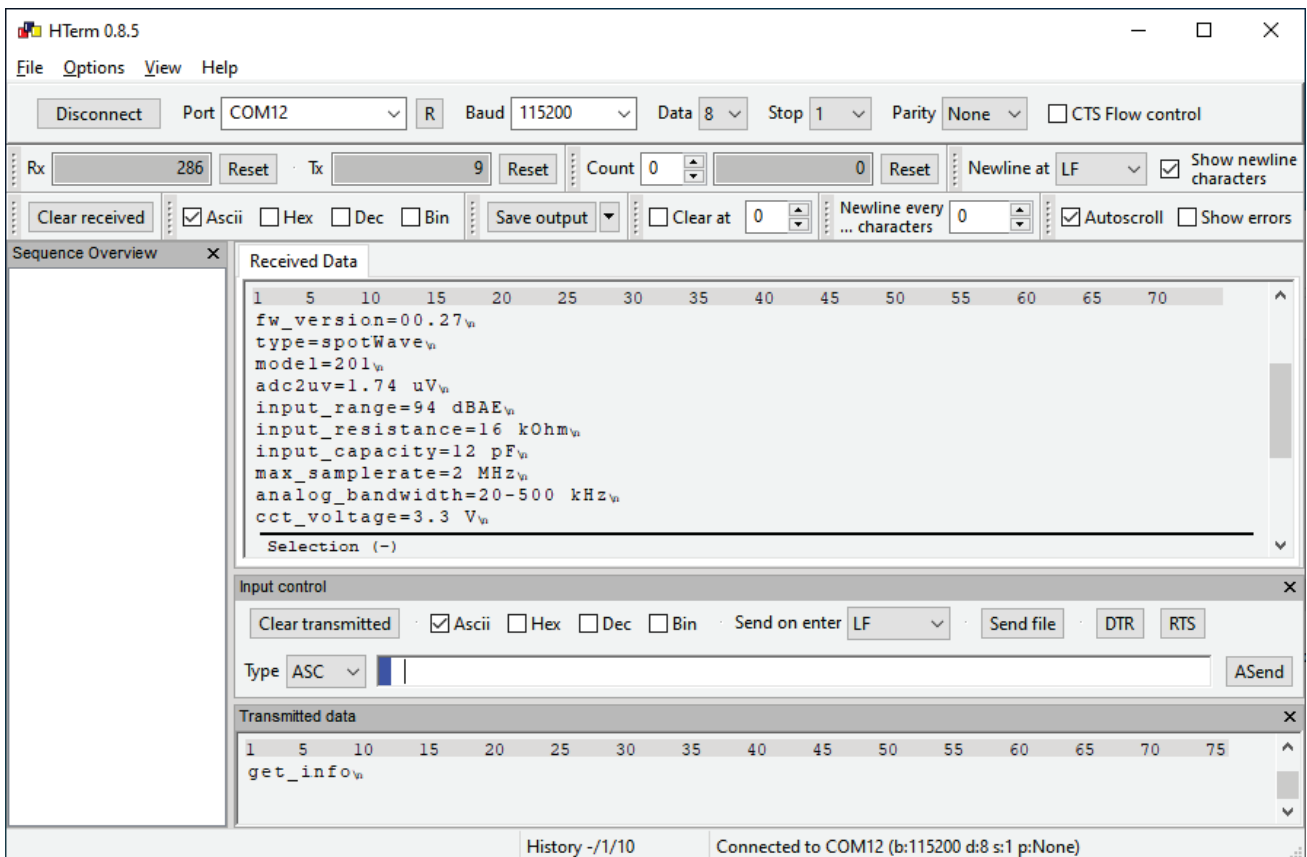 HTerm 0.8.5
File Options View Help
Disconnect Port COM12 R Baud 115200 Data 8 Stop 1 Parity None CTS Flow control
Rx 286 Reset Tx 9 Reset Count 0 0 Reset Newline at LF Show newline characters
Clear received Ascii Hex Dec Bin Save output Clear at 0 Newline every ... characters 0 Autoscroll Show errors
Sequence Overview
Received Data
1 5 10 15 20 25 30 35 40 45 50 55 60 65 70
fw_version=00.27\n
type=spotWave\n
model=201\n
adc2uv=1.74 uV\n
input_range=94 dBAE\n
input_resistance=16 kOhm\n
input_capacity=12 pF\n
max_samplerate=2 MHz\n
analog_bandwidth=20-500 kHz\n
cct_voltage=3.3 V\n
Selection (-)
Input control
Clear transmitted Ascii Hex Dec Bin Send on enter LF Send file DTR RTS
Type ASC ASend
Transmitted data
1 5 10 15 20 25 30 35 40 45 50 55 60 65 70 75
get_info\n
History -/1/10 Connected to COM12 (b:115200 d:8 s:1 p:None)